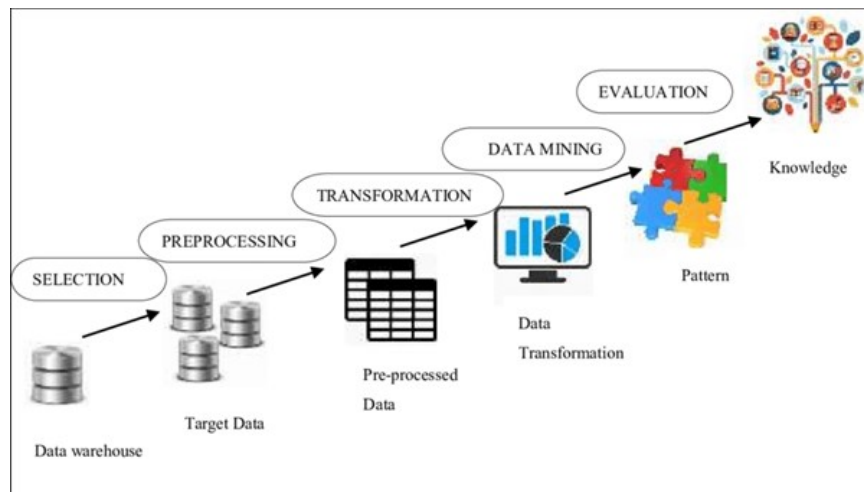 EVALUATION
Knowledge
DATA MINING
Pattern
TRANSFORMATION
Data
Transformation
PREPROCESSING
Pre-processed
Data
SELECTION
Target Data
Data warehouse